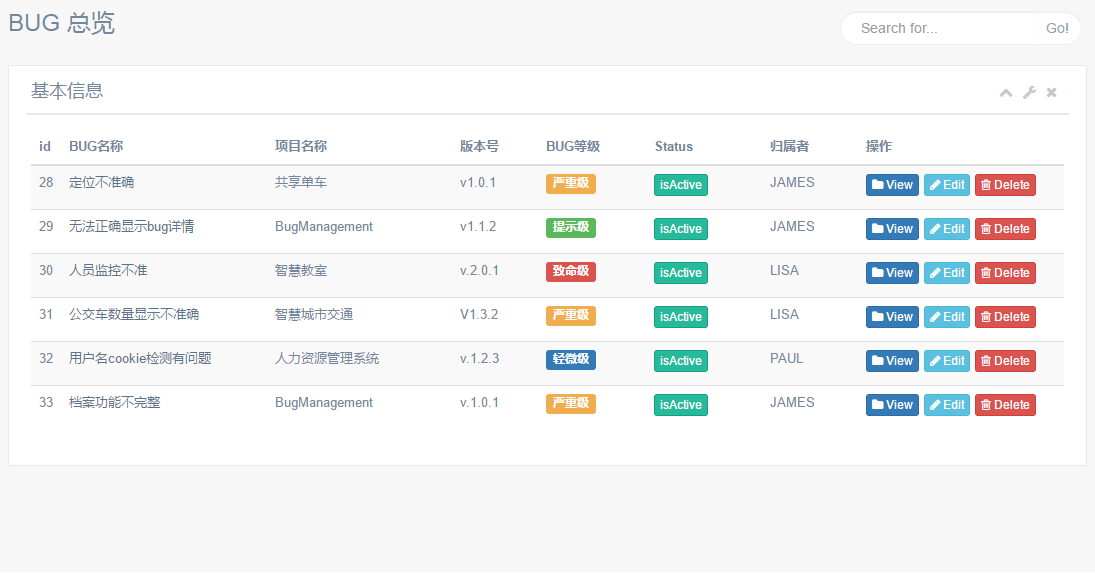 BUG 总览
Search for... Go!
基本信息
id BUG名称 项目名称 版本号 BUG等级 Status 归属者 操作
28 定位不准确 共享单车 v1.0.1 严重级 isActive JAMES View Edit Delete
29 无法正确显示bug详情 BugManagement v1.1.2 提示级 isActive JAMES View Edit Delete
30 人员监控不准 智慧教室 v.2.0.1 致命级 isActive LISA View Edit Delete
31 公交车数量显示不准确 智慧城市交通 V1.3.2 严重级 isActive LISA View Edit Delete
32 用户名cookie检测有问题 人力资源管理系统 v.1.2.3 轻微级 isActive PAUL View Edit Delete
33 档案功能不完整 BugManagement v.1.0.1 严重级 isActive JAMES View Edit Delete